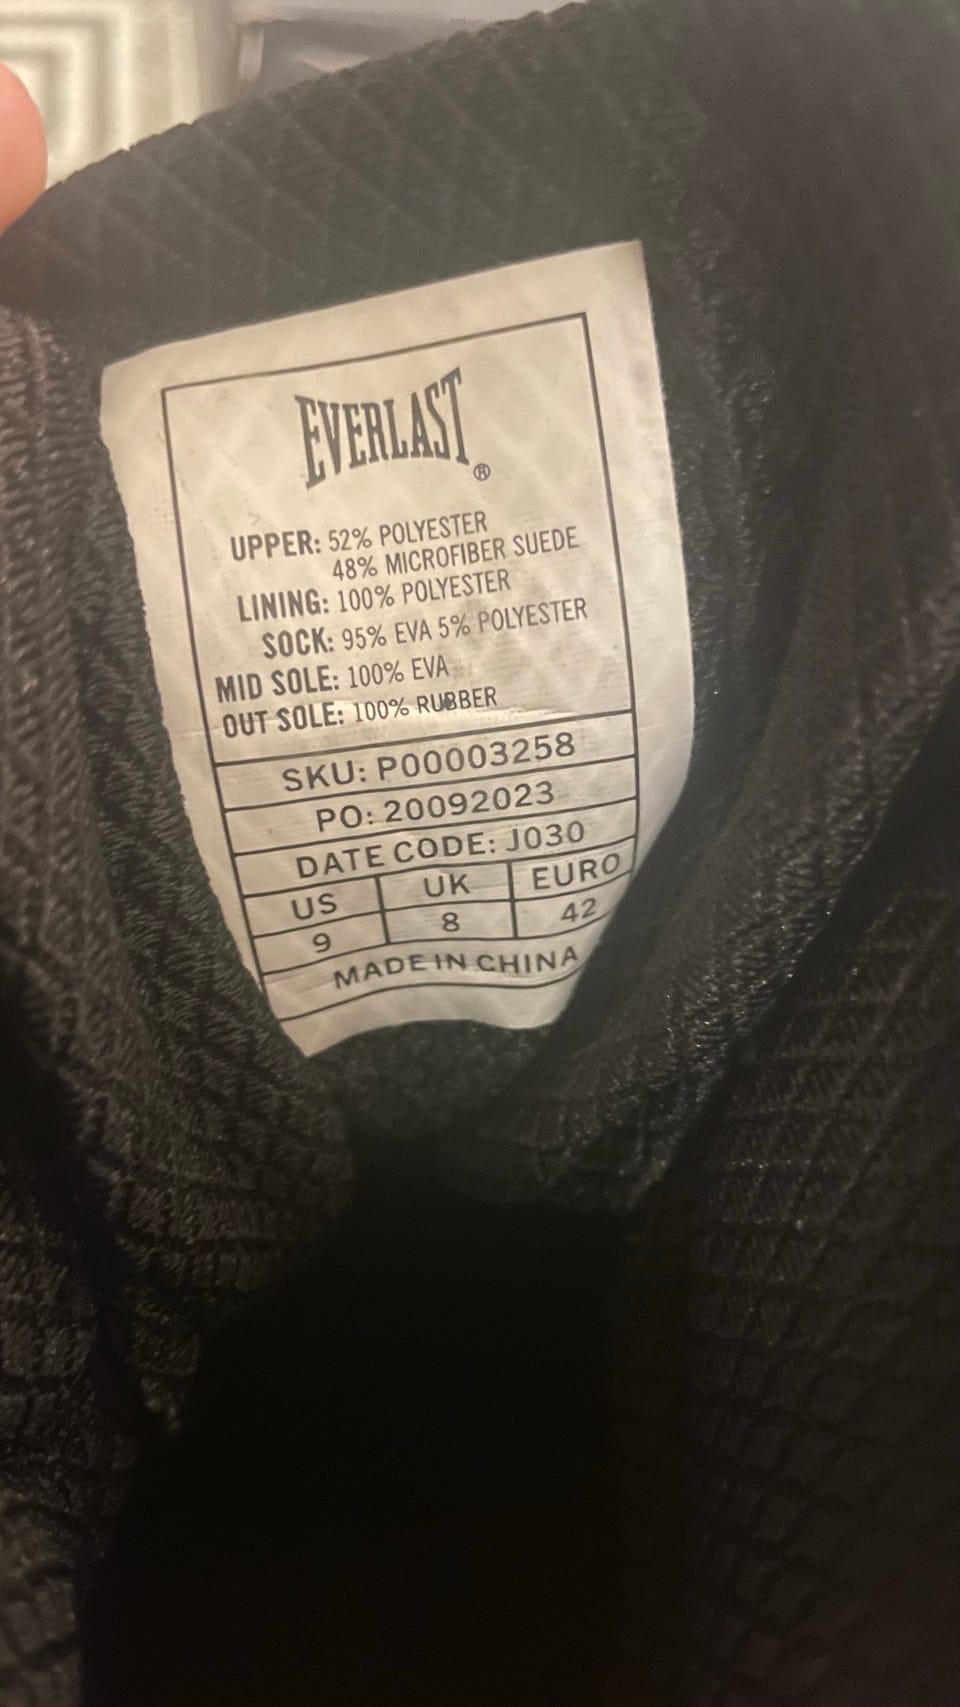 EVERLAST®
UPPER: 52% POLYESTER
48% MICROFIBER SUEDE
LINING: 100% POLYESTER
SOCK: 95% EVA 5% POLYESTER
MID SOLE: 100% EVA
OUT SOLE: 100% RUBBER
SKU: P00003258
PO: 20092023
DATE CODE: J030
US UK EURO
9 8 42
MADE IN CHINA